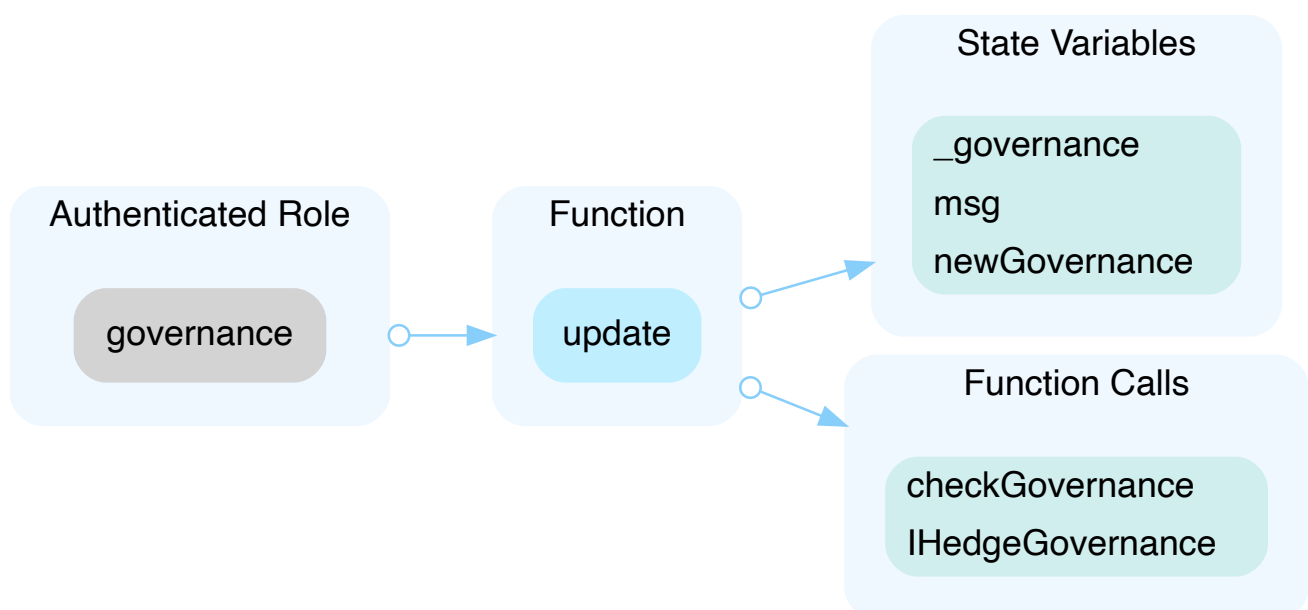 Authenticated Role
governance
Function
update
State Variables
_governance
msg
newGovernance
Function Calls
checkGovernance
IHedgeGovernance